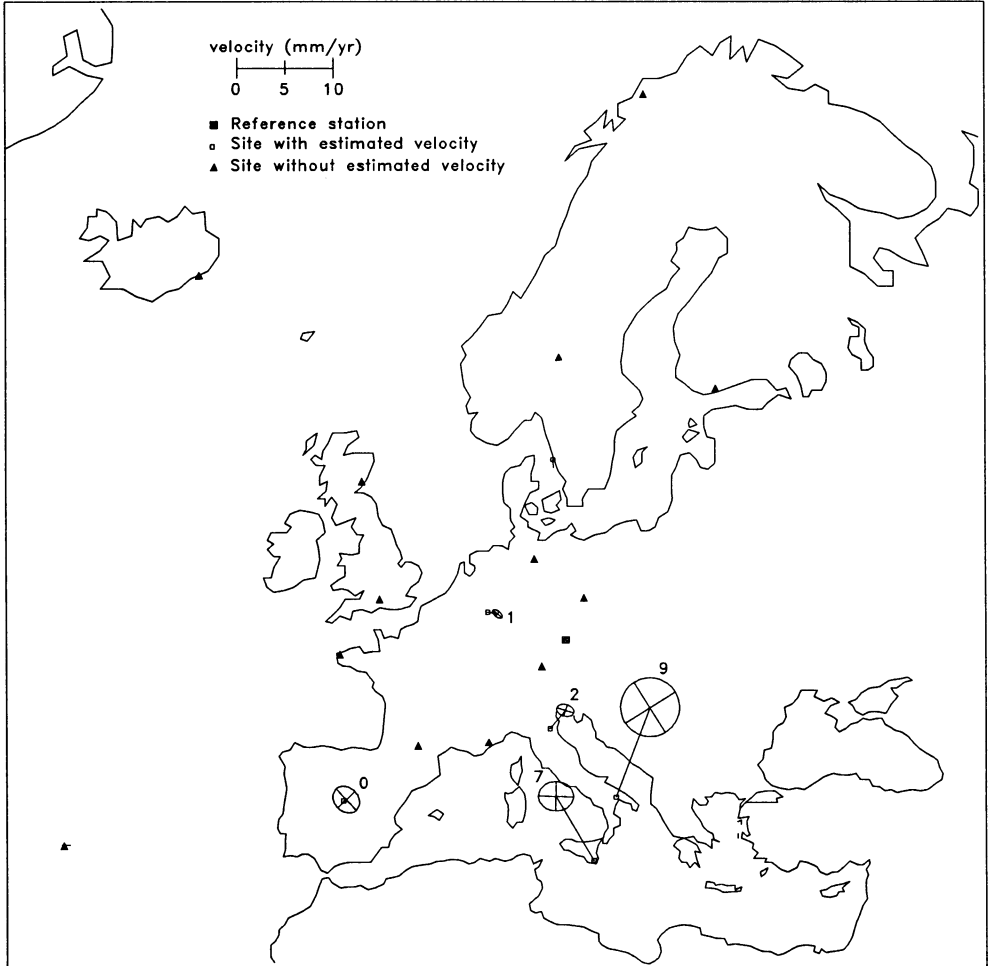 velocity (mm/yr)
0 5 10
Reference station
Site with estimated velocity
Site without estimated velocity
1
9
2
7
0